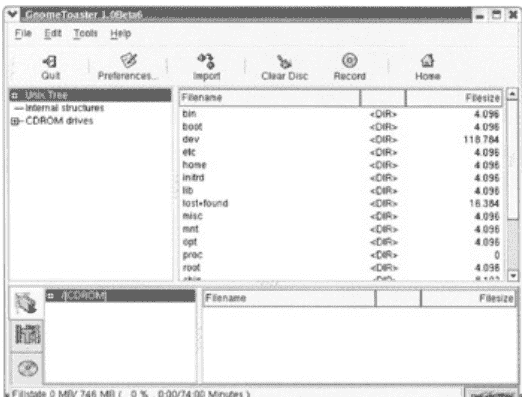 GnomeToaster 1.0Beta6
File Edit Tools Help
Quit Preferences... Import Clear Disc Record Home
Unix Tree
Internal structures
CDROM drives
Filename Filesize
bin <DIR> 4.096
boot <DIR> 4.096
dev <DIR> 118.784
etc <DIR> 4.096
home <DIR> 4.096
initrd <DIR> 4.096
lib <DIR> 4.096
lost+found <DIR> 16.384
misc <DIR> 4.096
mnt <DIR> 4.096
opt <DIR> 4.096
proc <DIR> 0
root <DIR> 4.096
/[CDROM]
Filename Filesize
Fillstate 0 MB/ 746 MB ( 0 % 0:00/74:00 Minutes )